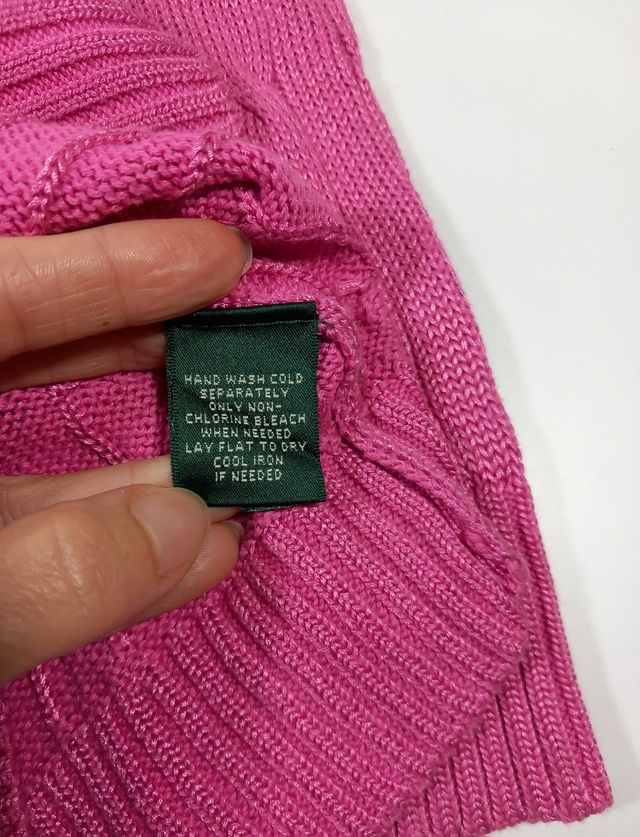 HAND WASH COLD
SEPARATELY
ONLY NON-
CHLORINE BLEACH
WHEN NEEDED
LAY FLAT TO DRY
COOL IRON
IF NEEDED